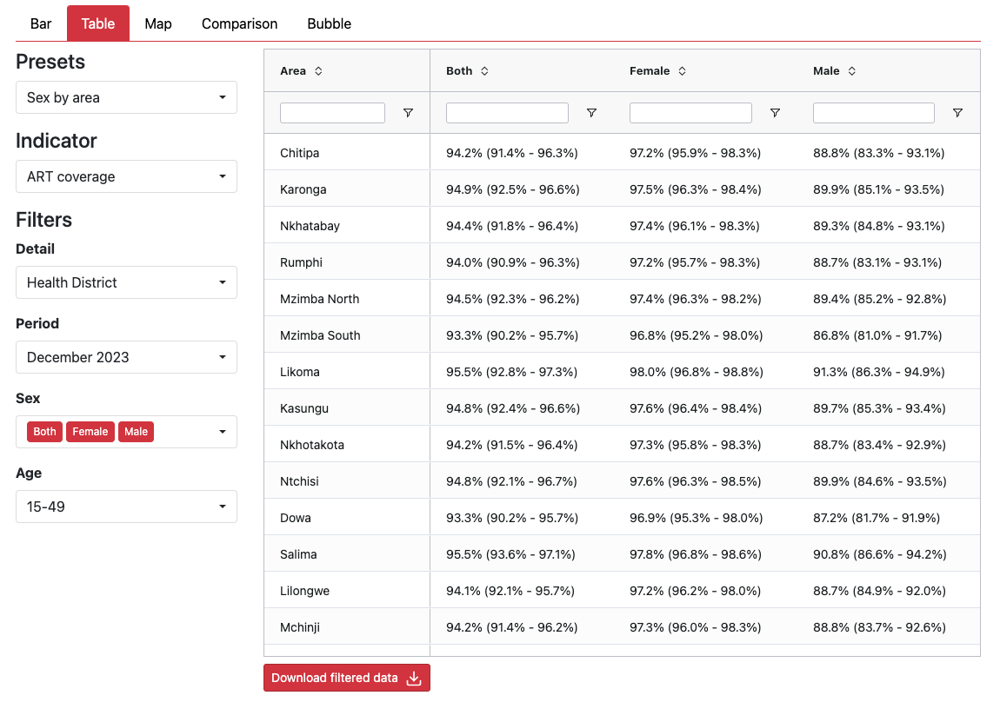 Bar Table Map Comparison Bubble
Presets
Sex by area
Indicator
ART coverage
Filters
Detail
Health District
Period
December 2023
Sex
Both Female Male
Age
15-49
Area Both Female Male
Chitipa 94.2% (91.4% - 96.3%) 97.2% (95.9% - 98.3%) 88.8% (83.3% - 93.1%)
Karonga 94.9% (92.5% - 96.6%) 97.5% (96.3% - 98.4%) 89.9% (85.1% - 93.5%)
Nkhatabay 94.4% (91.8% - 96.4%) 97.4% (96.1% - 98.3%) 89.3% (84.8% - 93.1%)
Rumphi 94.0% (90.9% - 96.3%) 97.2% (95.7% - 98.3%) 88.7% (83.1% - 93.1%)
Mzimba North 94.5% (92.3% - 96.2%) 97.4% (96.3% - 98.2%) 89.4% (85.2% - 92.8%)
Mzimba South 93.3% (90.2% - 95.7%) 96.8% (95.2% - 98.0%) 86.8% (81.0% - 91.7%)
Likoma 95.5% (92.8% - 97.3%) 98.0% (96.8% - 98.8%) 91.3% (86.3% - 94.9%)
Kasungu 94.8% (92.4% - 96.6%) 97.6% (96.4% - 98.4%) 89.7% (85.3% - 93.4%)
Nkhotakota 94.2% (91.5% - 96.4%) 97.3% (95.8% - 98.3%) 88.7% (83.4% - 92.9%)
Ntchisi 94.8% (92.1% - 96.7%) 97.6% (96.3% - 98.5%) 89.9% (84.6% - 93.5%)
Dowa 93.3% (90.2% - 95.7%) 96.9% (95.3% - 98.0%) 87.2% (81.7% - 91.9%)
Salima 95.5% (93.6% - 97.1%) 97.8% (96.8% - 98.6%) 90.8% (86.6% - 94.2%)
Lilongwe 94.1% (92.1% - 95.7%) 97.2% (96.2% - 98.0%) 88.7% (84.9% - 92.0%)
Mchinji 94.2% (91.4% - 96.2%) 97.3% (96.0% - 98.3%) 88.8% (83.7% - 92.6%)
Download filtered data